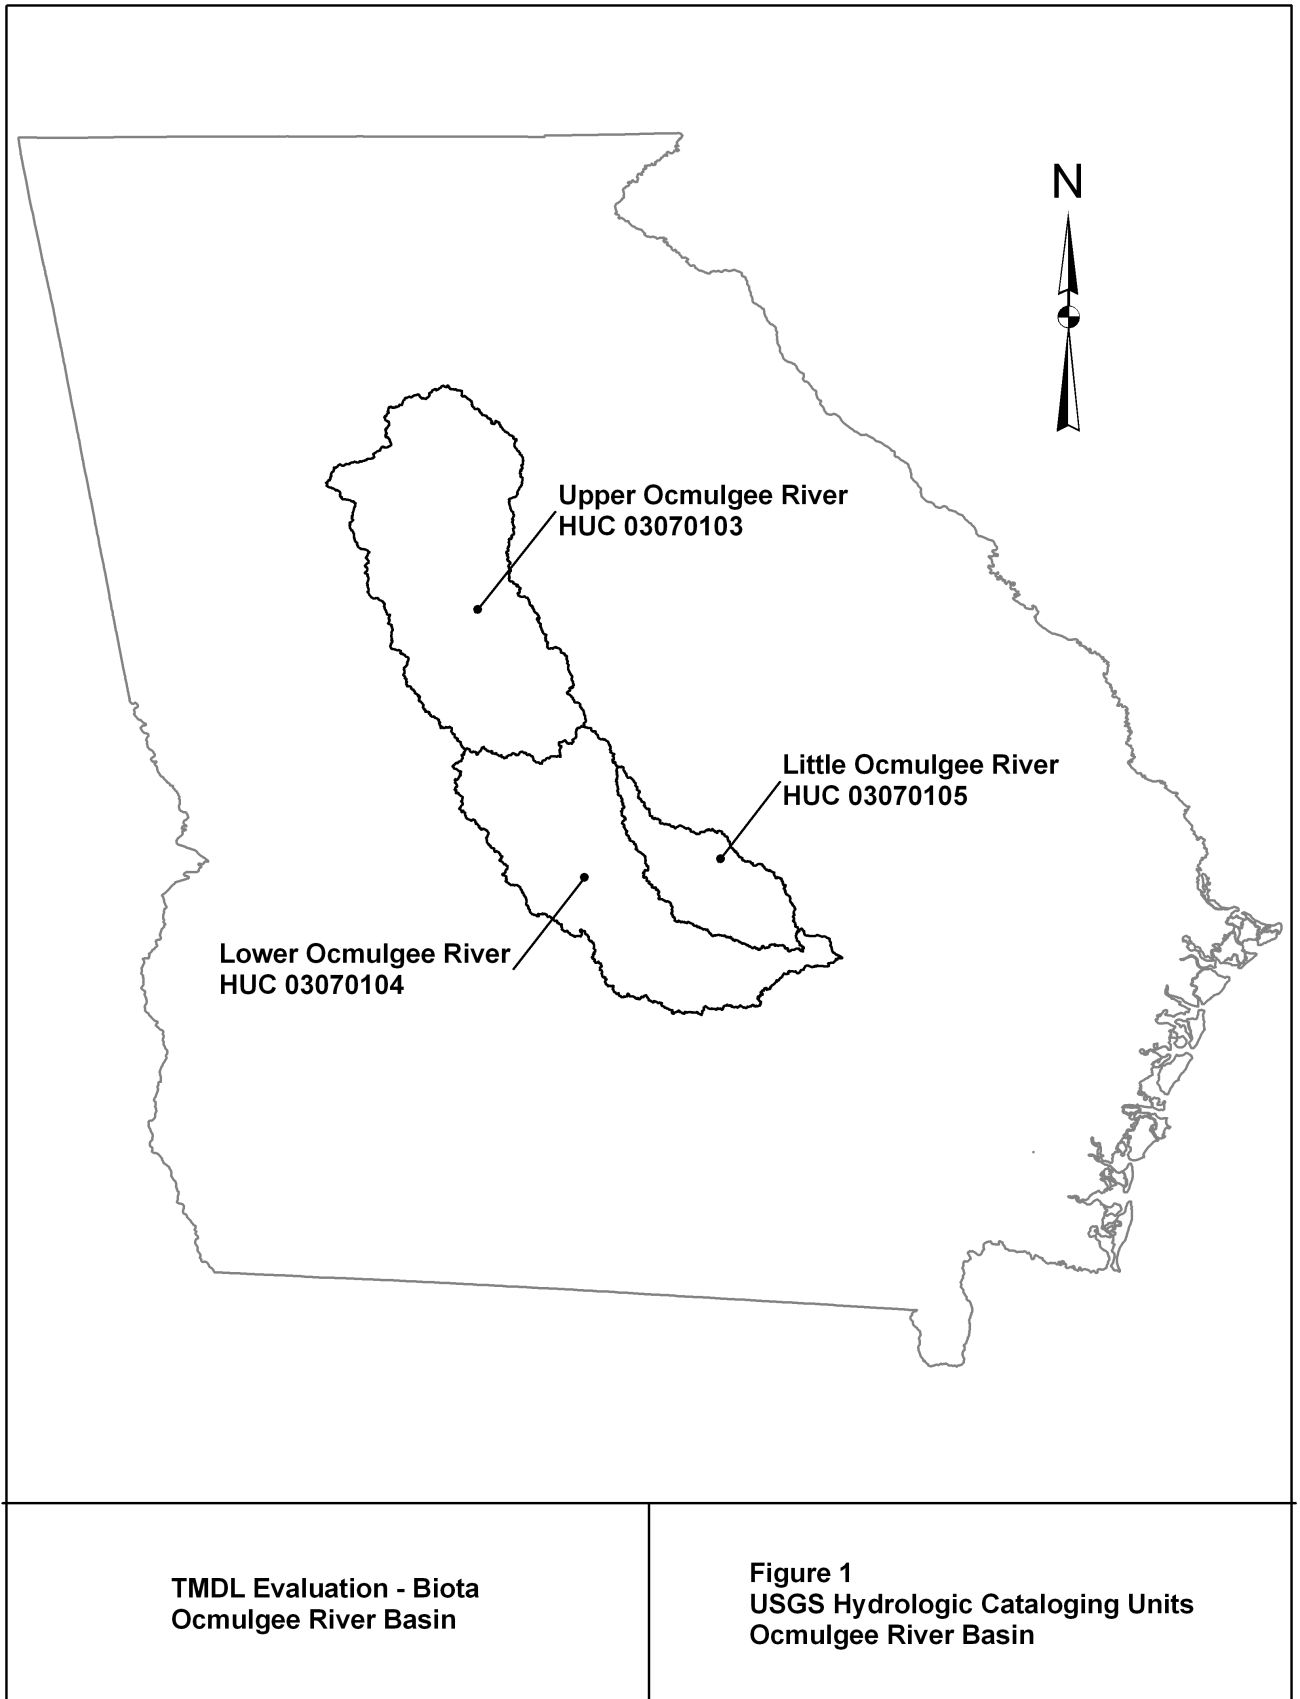 N
Upper Ocmulgee River
HUC 03070103
Little Ocmulgee River
HUC 03070105
Lower Ocmulgee River
HUC 03070104
TMDL Evaluation - Biota
Ocmulgee River Basin
Figure 1
USGS Hydrologic Cataloging Units
Ocmulgee River Basin